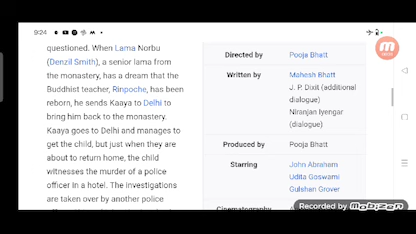 9:24
questioned. When Lama Norbu
(Denzil Smith), a senior lama from
the monastery, has a dream that the
Buddhist teacher, Rinpoche, has been
reborn, he sends Kaaya to Delhi to
bring him back to the monastery.
Kaaya goes to Delhi and manages to
get the child, but just when they are
about to return home, the child
witnesses the murder of a police
officer In a hotel. The investigations
are taken over by another police
Directed by Pooja Bhatt
Written by Mahesh Bhatt
J. P. Dixit (additional
dialogue)
Niranjan Iyengar
(dialogue)
Produced by Pooja Bhatt
Starring John Abraham
Udita Goswami
Gulshan Grover
Cinematography
Recorded by Mobizen